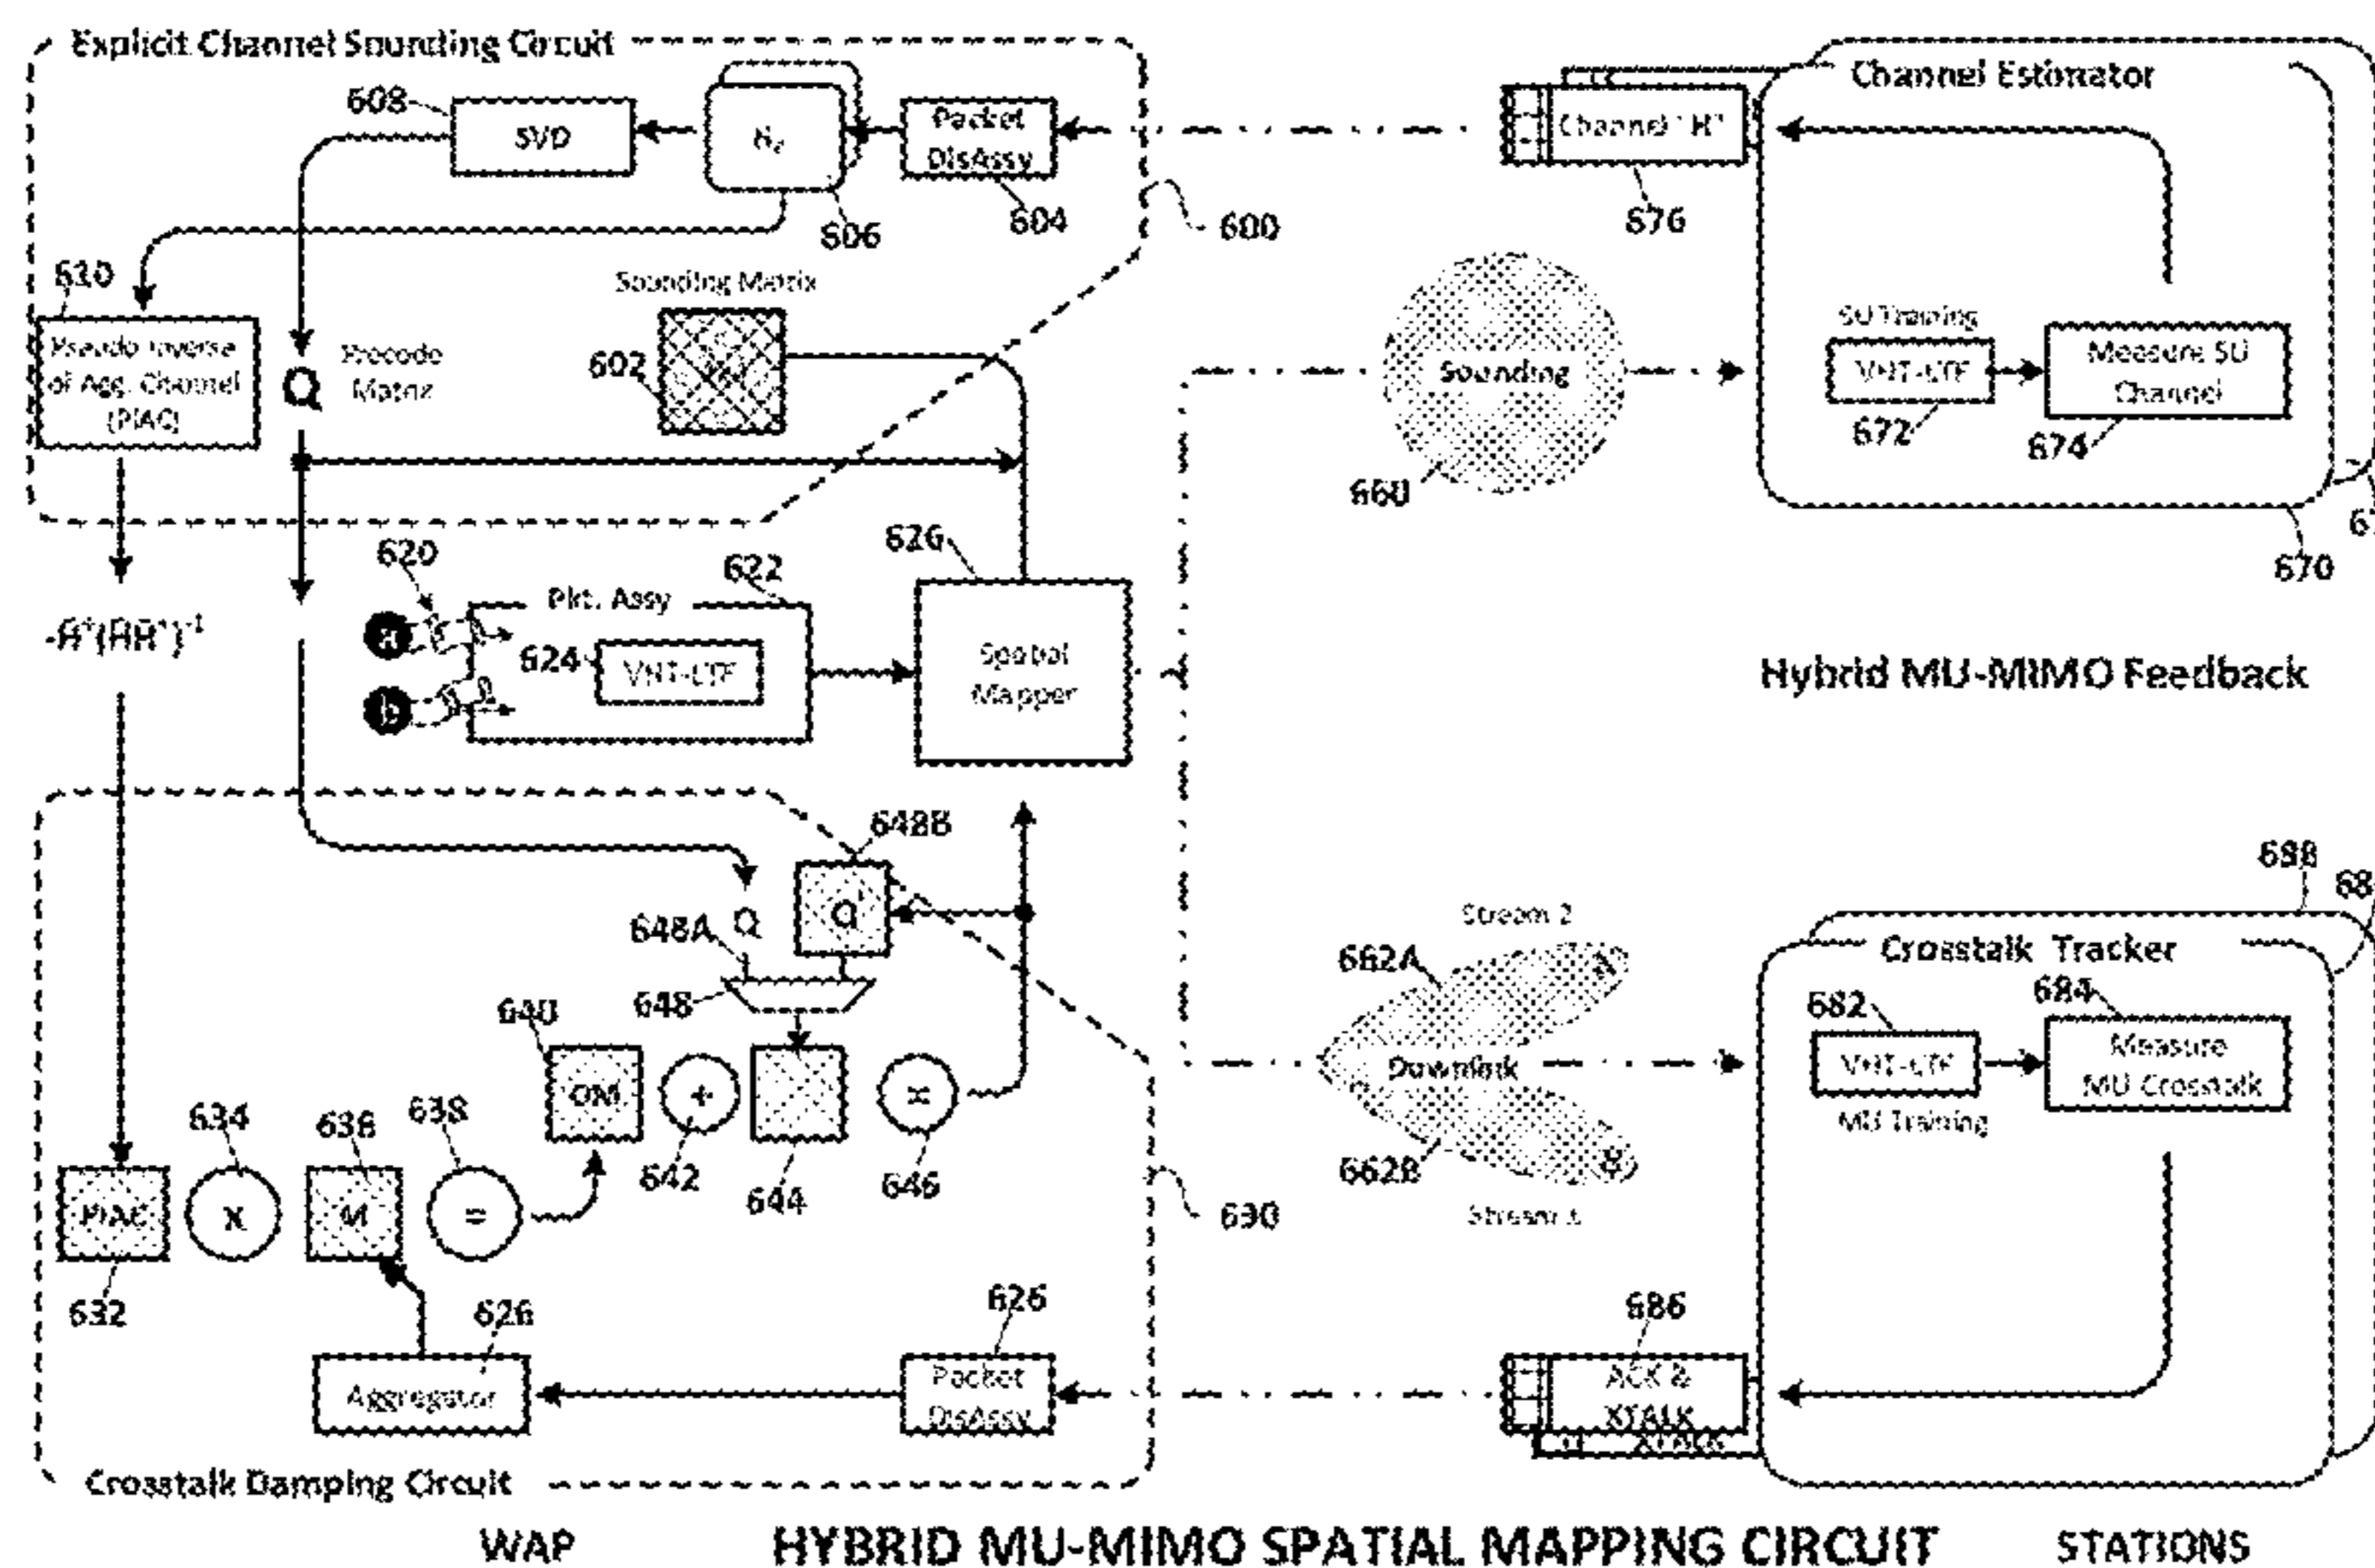 Explicit Channel Sounding Circuit
608
SVD
606
Packet
DisAssy
604
600
610
Pseudo Inverse
of Agg. Channel
(PIAC)
Q
Precode
Matrix
Sounding Matrix
602
Channel "H"
676
Channel Estimator
SU Training
VHT-LTF
672
Measure SU
Channel
674
670
Sounding
660
620
a
b
622
Pkt. Assy
624
VHT-LTF
626
Spatial
Mapper
Hybrid MU-MIMO Feedback
648B
Q
648A
Q'
648
640
OM
+
642
644
=
646
634
638
638
PIAC
X
M
=
632
690
626
Aggregator
626
Packet
DisAssy
Crosstalk Damping Circuit
Stream 2
662A
A
Downlink
662B
B
Stream 1
688
Crosstalk Tracker
682
VHT-LTF
MU Training
684
Measure
MU Crosstalk
686
ACK &
XTALK
WAP
HYBRID MU-MIMO SPATIAL MAPPING CIRCUIT
STATIONS